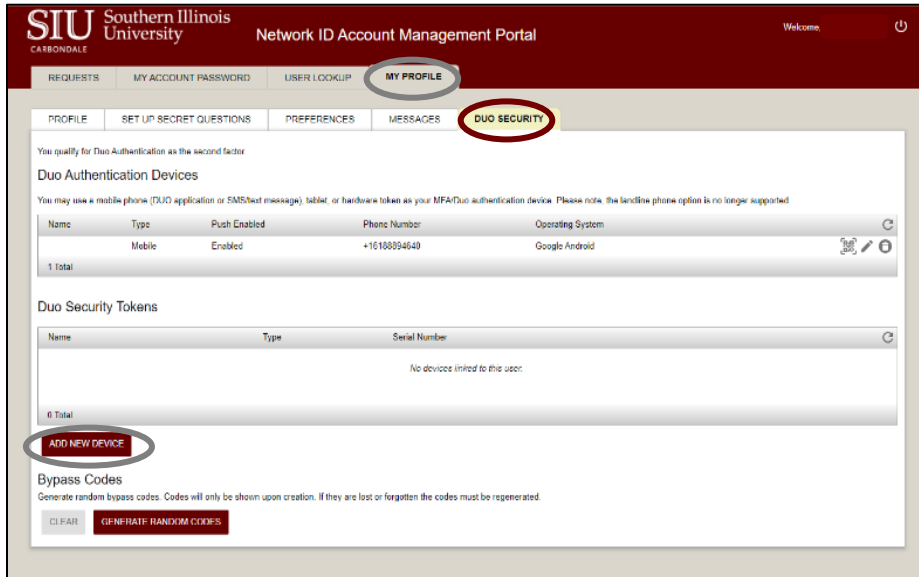 SIU Southern Illinois University
CARBONDALE
Network ID Account Management Portal
Welcome,
REQUESTS MY ACCOUNT PASSWORD USER LOOKUP MY PROFILE
PROFILE SET UP SECRET QUESTIONS PREFERENCES MESSAGES DUO SECURITY
You qualify for Duo Authentication as the second factor
Duo Authentication Devices
You may use a mobile phone (DUO application or SMS/text message), tablet, or hardware token as your MFA/Duo authentication device. Please note, the landline phone option is no longer supported
Name Type Push Enabled Phone Number Operating System
Mobile Enabled +16188894640 Google Android
1 Total
Duo Security Tokens
Name Type Serial Number
No devices linked to this user.
0 Total
ADD NEW DEVICE
Bypass Codes
Generate random bypass codes. Codes will only be shown upon creation. If they are lost or forgotten the codes must be regenerated.
CLEAR GENERATE RANDOM CODES